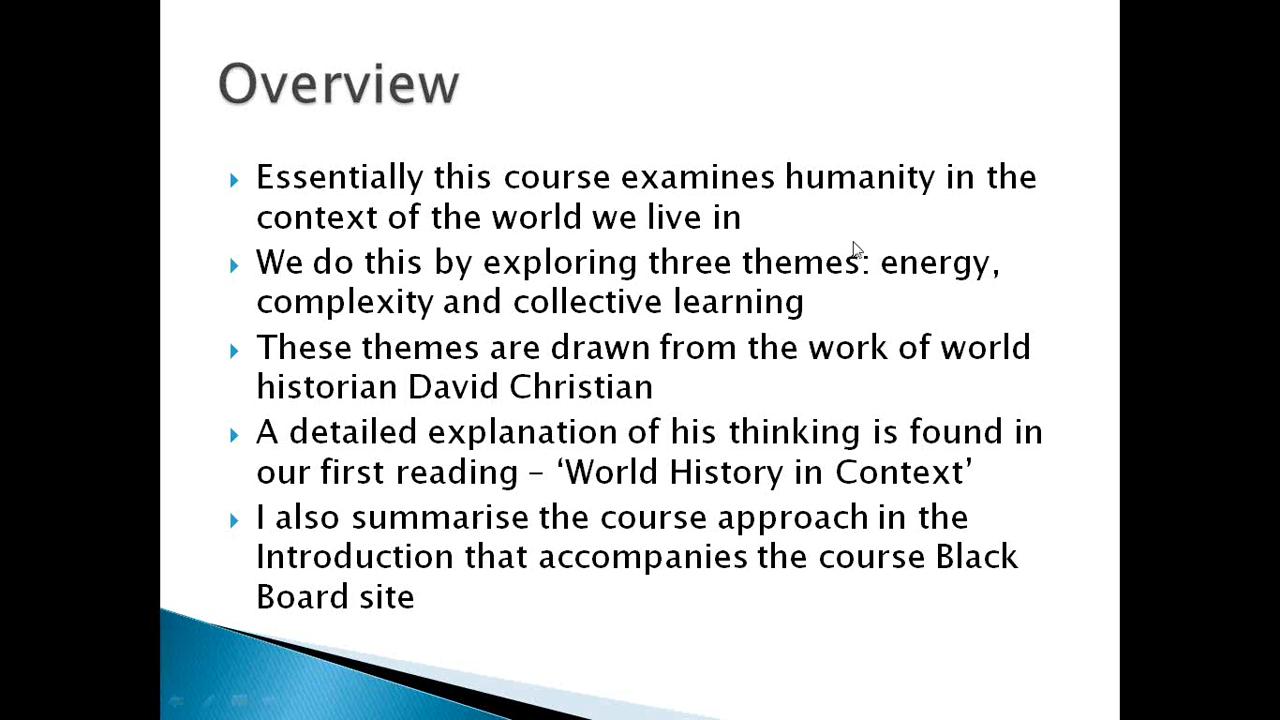 Overview
Essentially this course examines humanity in the
context of the world we live in
We do this by exploring three themes: energy,
complexity and collective learning
These themes are drawn from the work of world
historian David Christian
A detailed explanation of his thinking is found in
our first reading – ‘World History in Context’
I also summarise the course approach in the
Introduction that accompanies the course Black
Board site